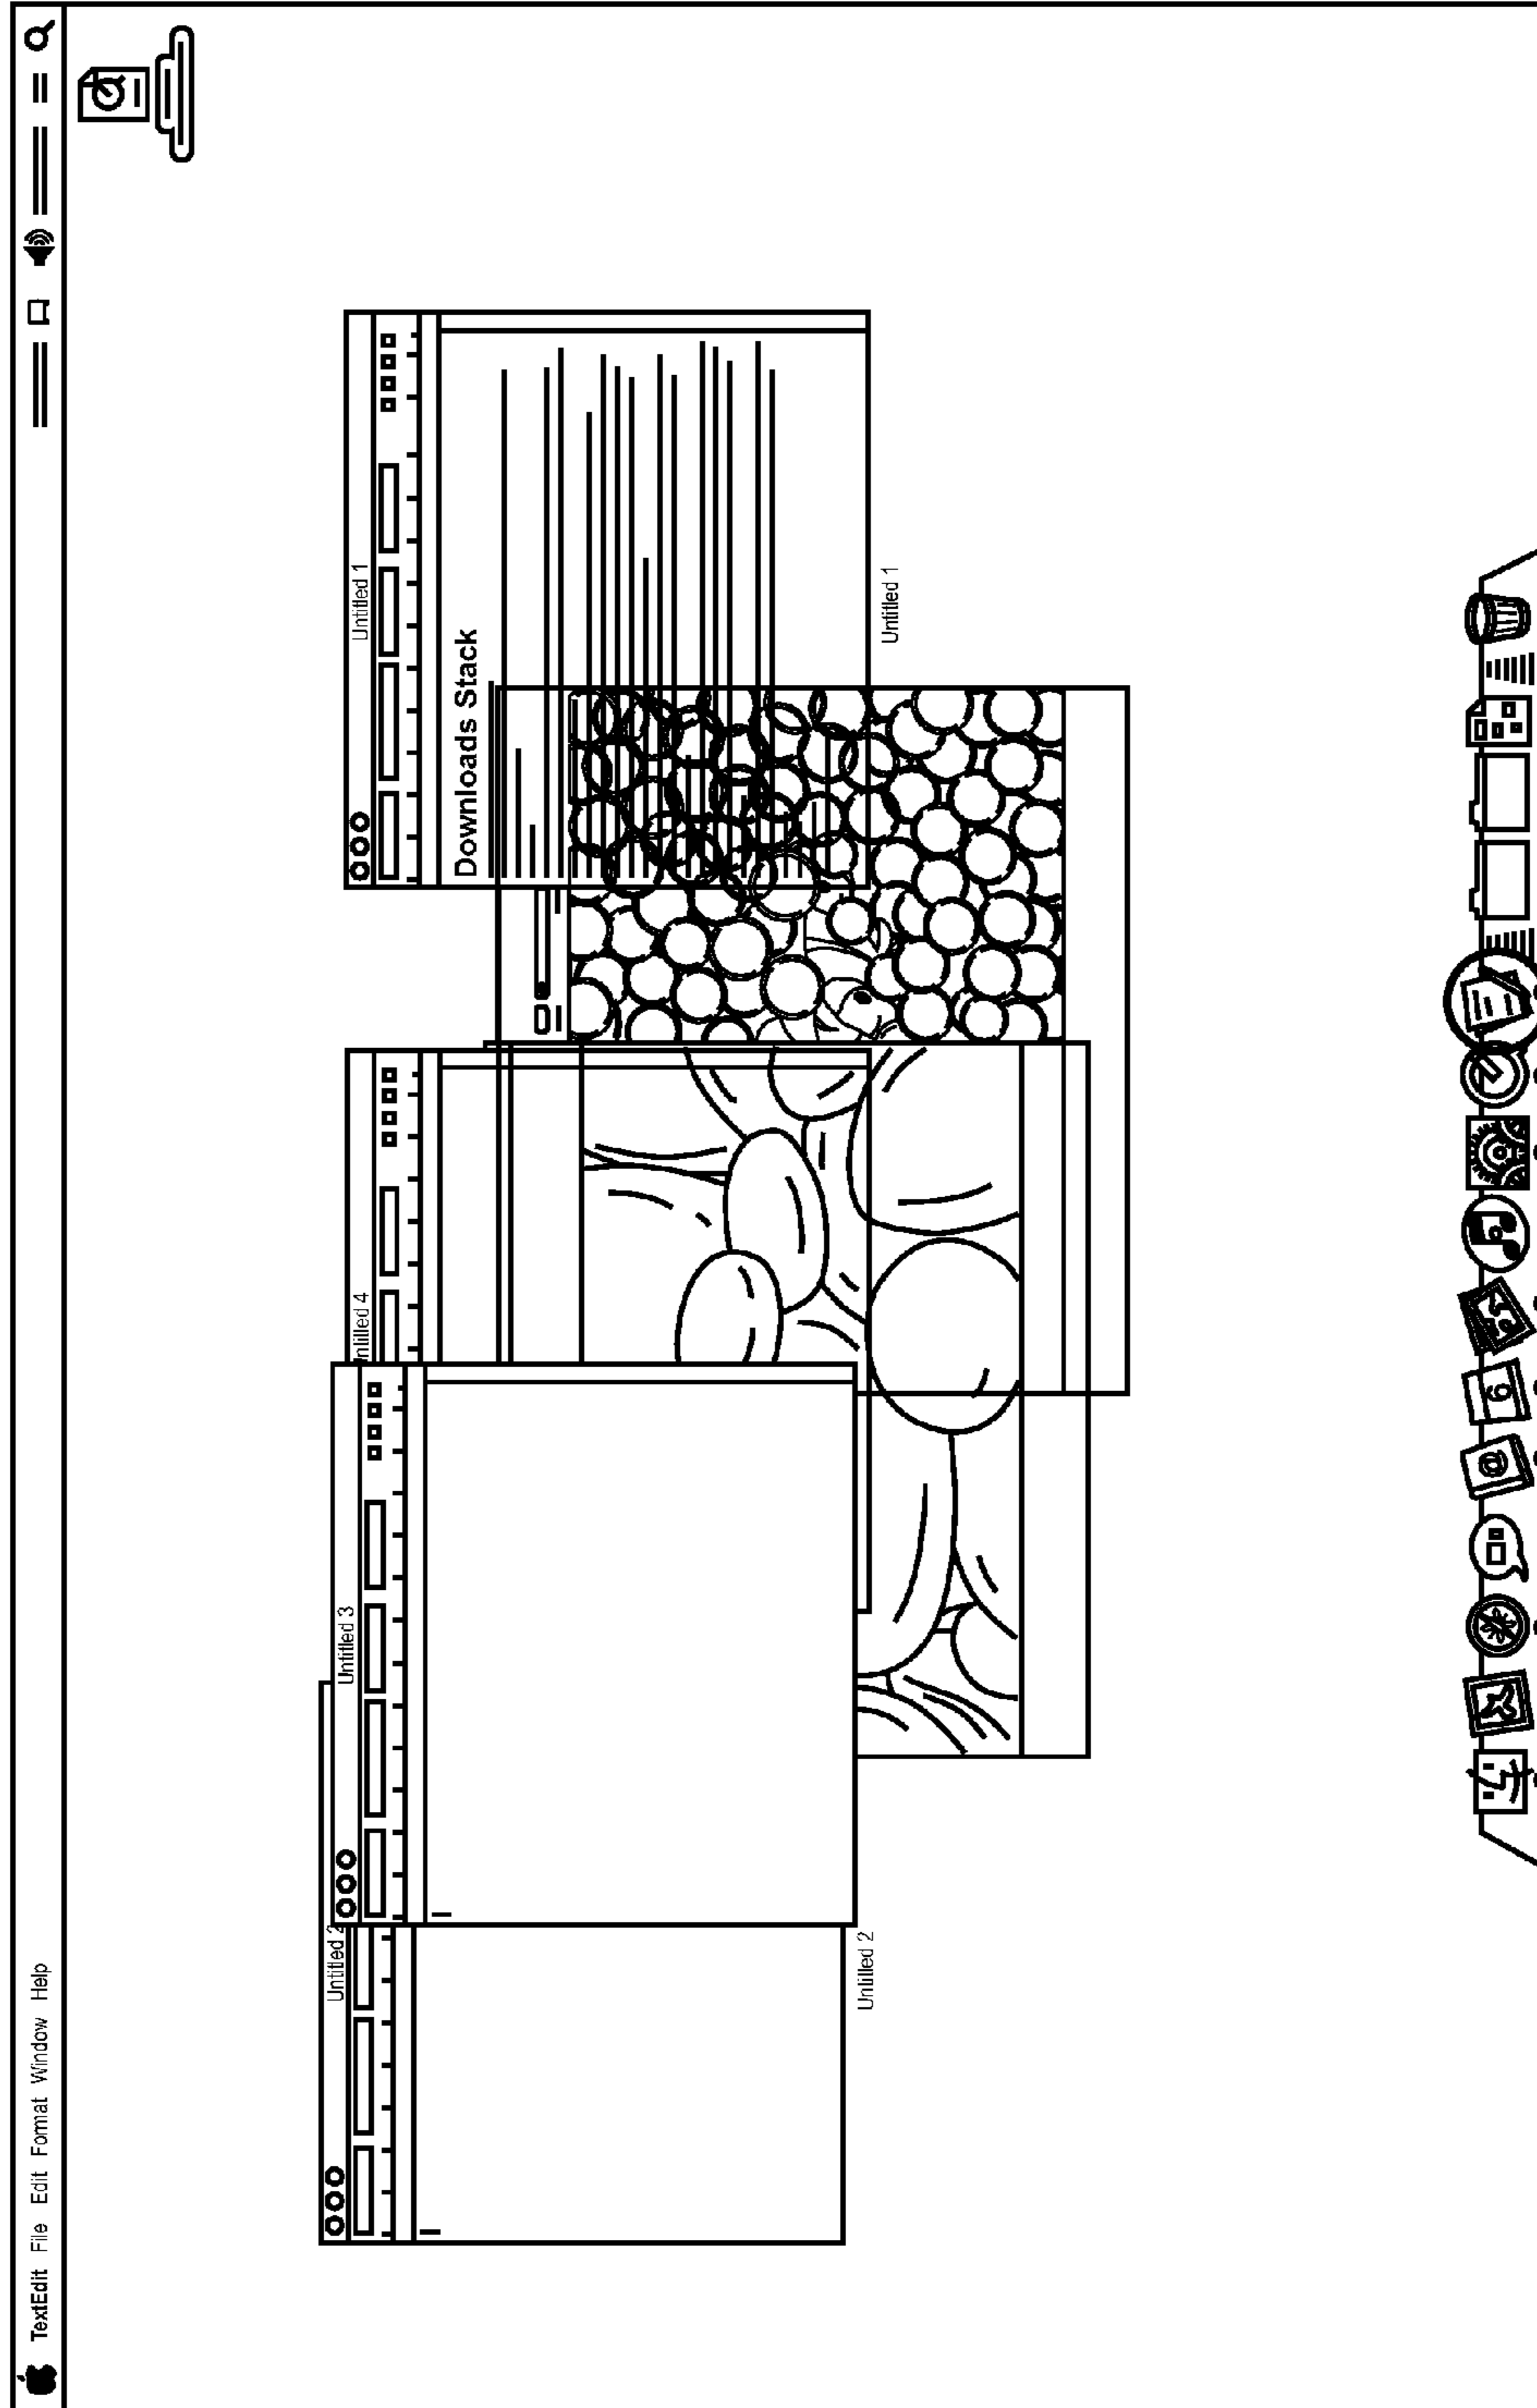 TextEdit File Edit Format Window Help
Untitled 2
Untitled 3
ntitled 4
Untitled 1
Downloads Stack
Untitled 2
Untitled 1
@
9